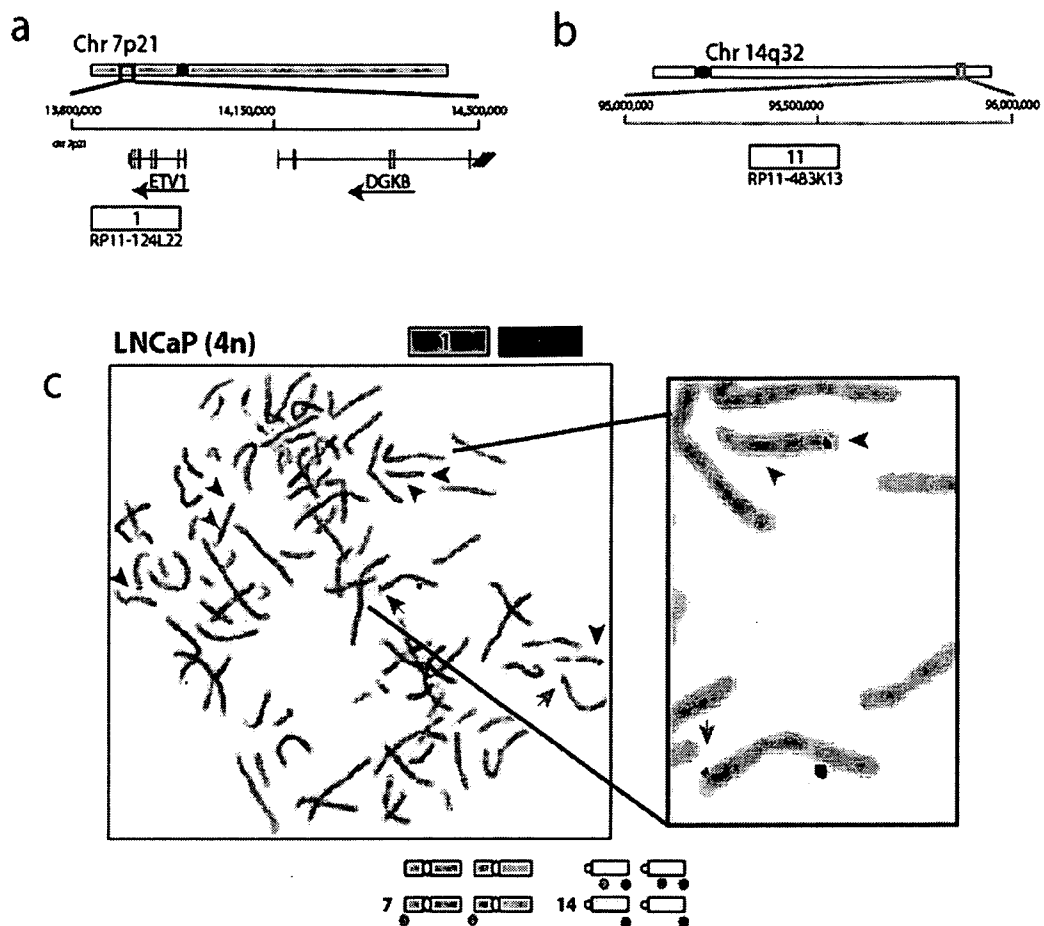 a
Chr 7p21
13,800,000 14,150,000 14,500,000
chr 7p21
ETV1 DGKB
1
RP11-124L22
b
Chr 14q32
95,000,000 95,500,000 96,000,000
11
RP11-483K13
LNCaP (4n)
1
c
7 14